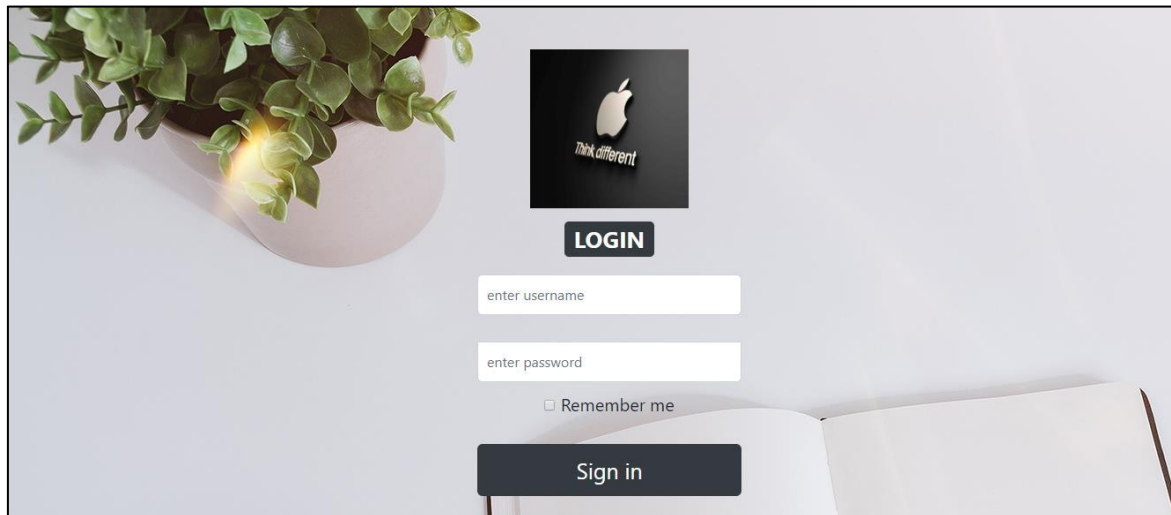 Think different
LOGIN
enter username
enter password
Remember me
Sign in